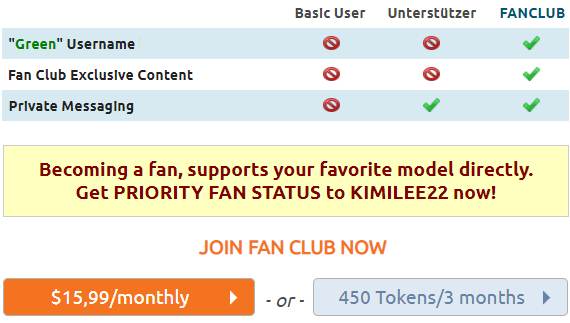 Basic User Unterstützer FANCLUB
"Green" Username
Fan Club Exclusive Content
Private Messaging
Becoming a fan, supports your favorite model directly.
Get PRIORITY FAN STATUS to KIMILEE22 now!
JOIN FAN CLUB NOW
$15,99/monthly - or - 450 Tokens/3 months